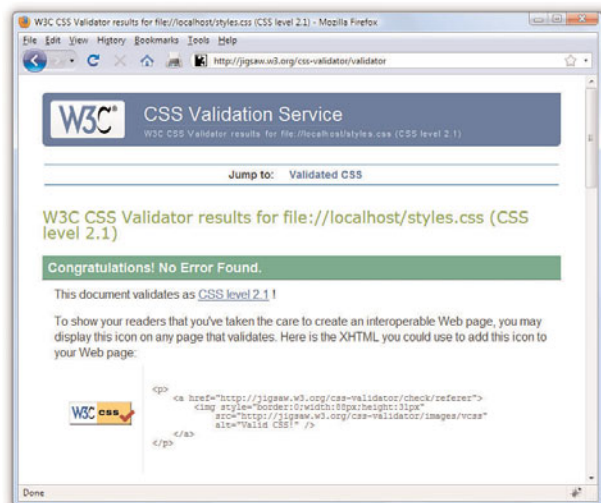 W3C CSS Validator results for file://localhost/styles.css (CSS level 2.1) - Mozilla Firefox
File Edit View History Bookmarks Tools Help
http://jigsaw.w3.org/css-validator/validator
W3C® CSS Validation Service
W3C CSS Validator results for file://localhost/styles.css (CSS level 2.1)
Jump to: Validated CSS
W3C CSS Validator results for file://localhost/styles.css (CSS
level 2.1)
Congratulations! No Error Found.
This document validates as CSS level 2.1 !
To show your readers that you've taken the care to create an interoperable Web page, you may
display this icon on any page that validates. Here is the XHTML you could use to add this icon to
your Web page:
<p>
<a href="http://jigsaw.w3.org/css-validator/check/referer">
<img style="border:0;width:88px;height:31px"
src="http://jigsaw.w3.org/css-validator/images/vcss"
alt="Valid CSS!" />
</a>
</p>
W3C css
Done